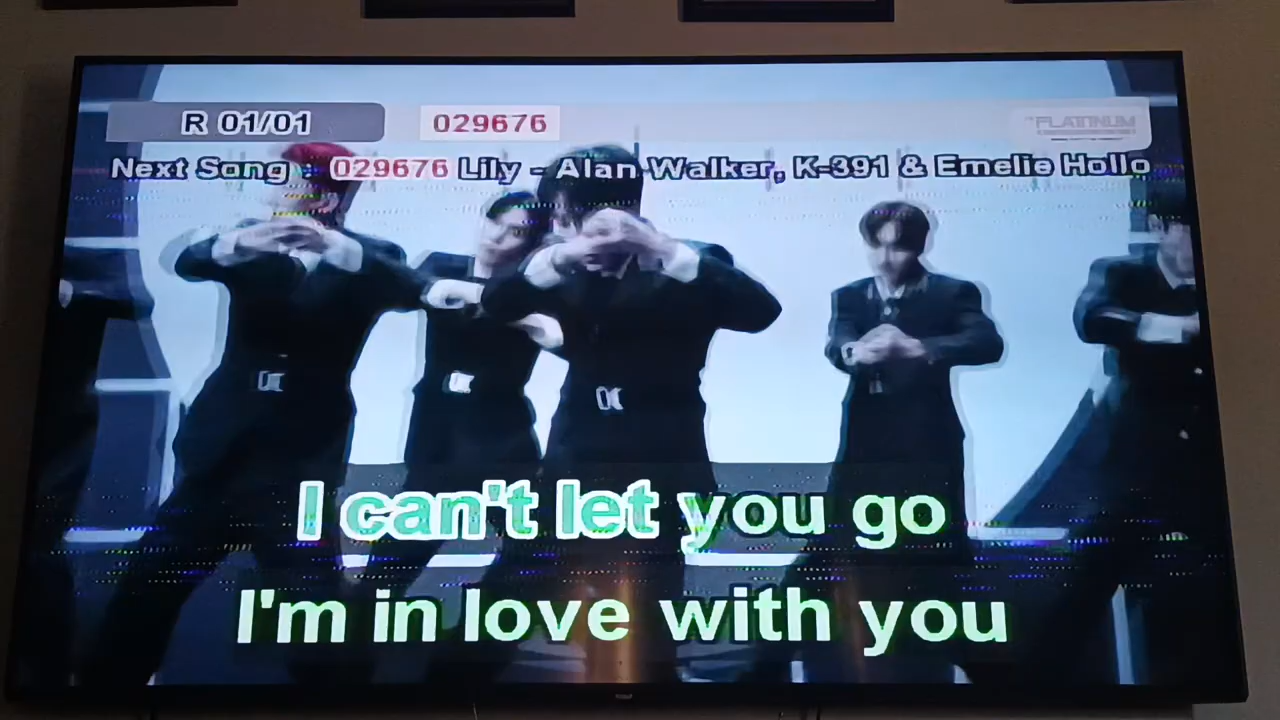 R 01/01
029676
PLATINUM
Next Song : 029676 Lily - Alan Walker, K-391 & Emelie Hollo
I can't let you go
I'm in love with you